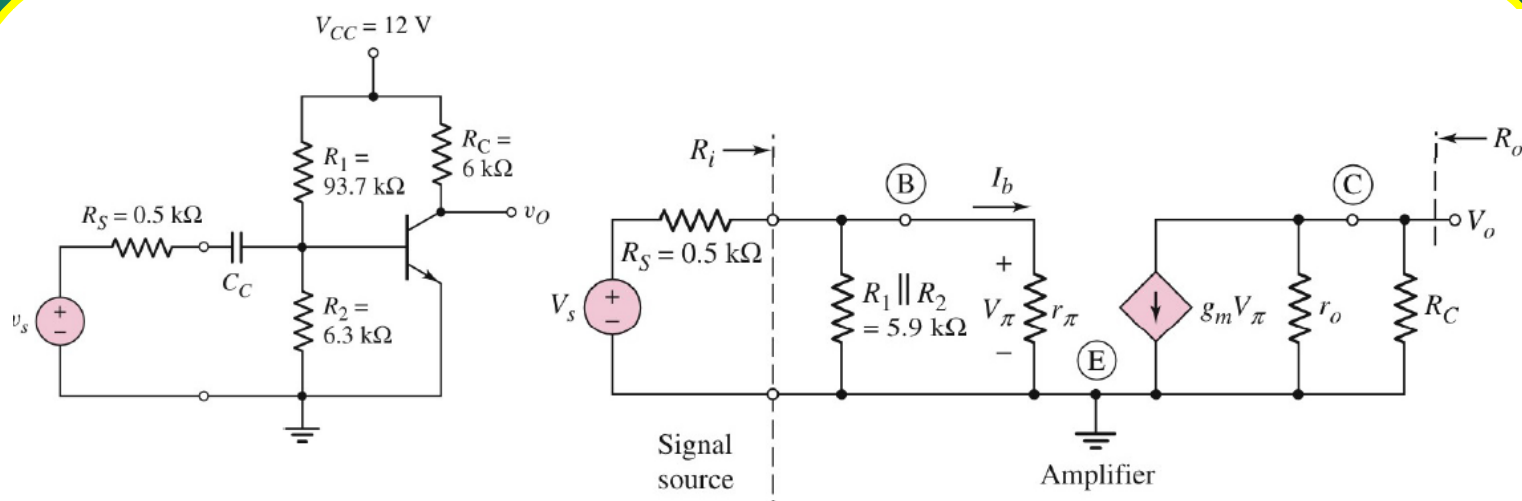 V_CC = 12 V
R_C =
6 kΩ
R_1 =
93.7 kΩ
v_O
R_S = 0.5 kΩ
C_C
R_2 =
6.3 kΩ
v_s
+
−
R_i
R_o
B
I_b
C
V_o
R_S = 0.5 kΩ
V_s
+
−
R_1 || R_2
= 5.9 kΩ
+
V_π
−
r_π
g_m V_π
r_o
R_C
E
Signal
source
Amplifier